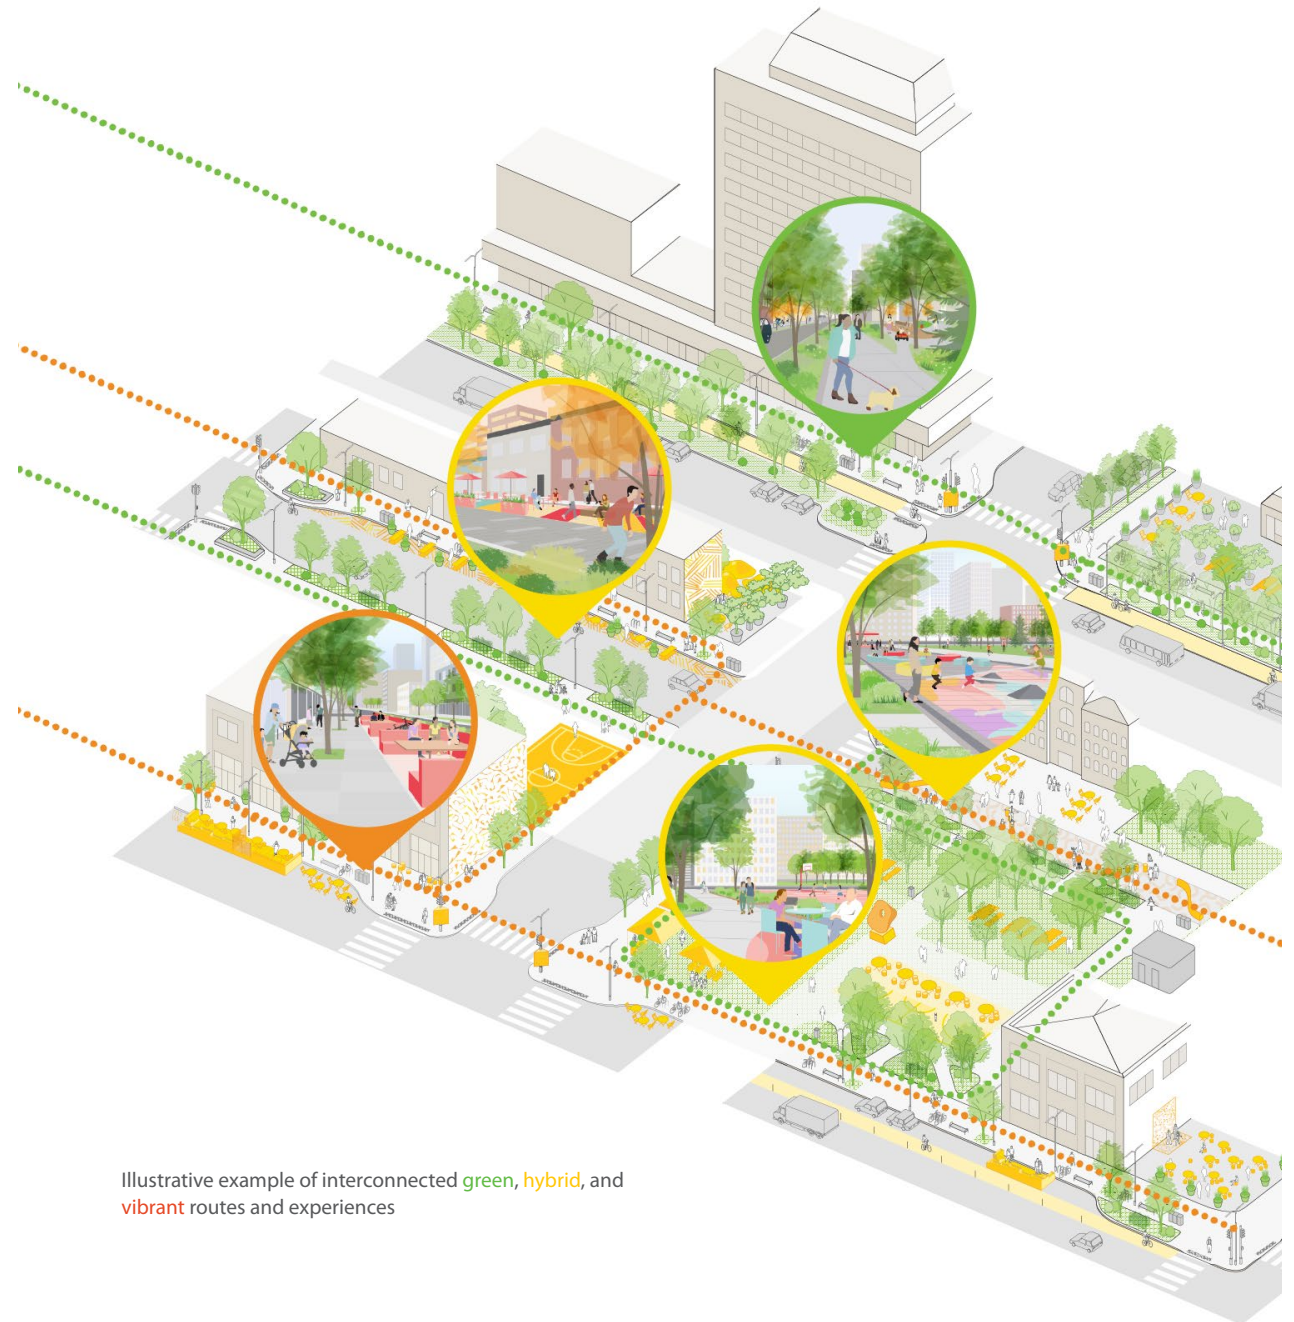 Illustrative example of interconnected green, hybrid, and
vibrant routes and experiences